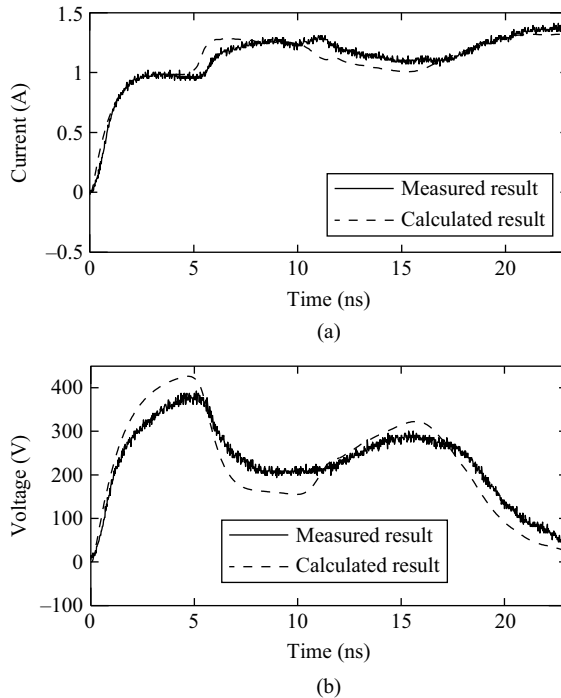 1.5
1
0.5
0
–0.5
Current (A)
Measured result
Calculated result
0 5 10 15 20
Time (ns)
(a)
400
300
200
100
0
–100
Voltage (V)
Measured result
Calculated result
0 5 10 15 20
Time (ns)
(b)